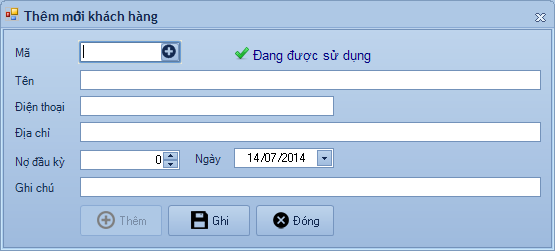 Thêm mới khách hàng
Mã Đang được sử dụng
Tên
Điện thoại
Địa chỉ
Nợ đầu kỳ 0 Ngày 14/07/2014
Ghi chú
Thêm Ghi Đóng